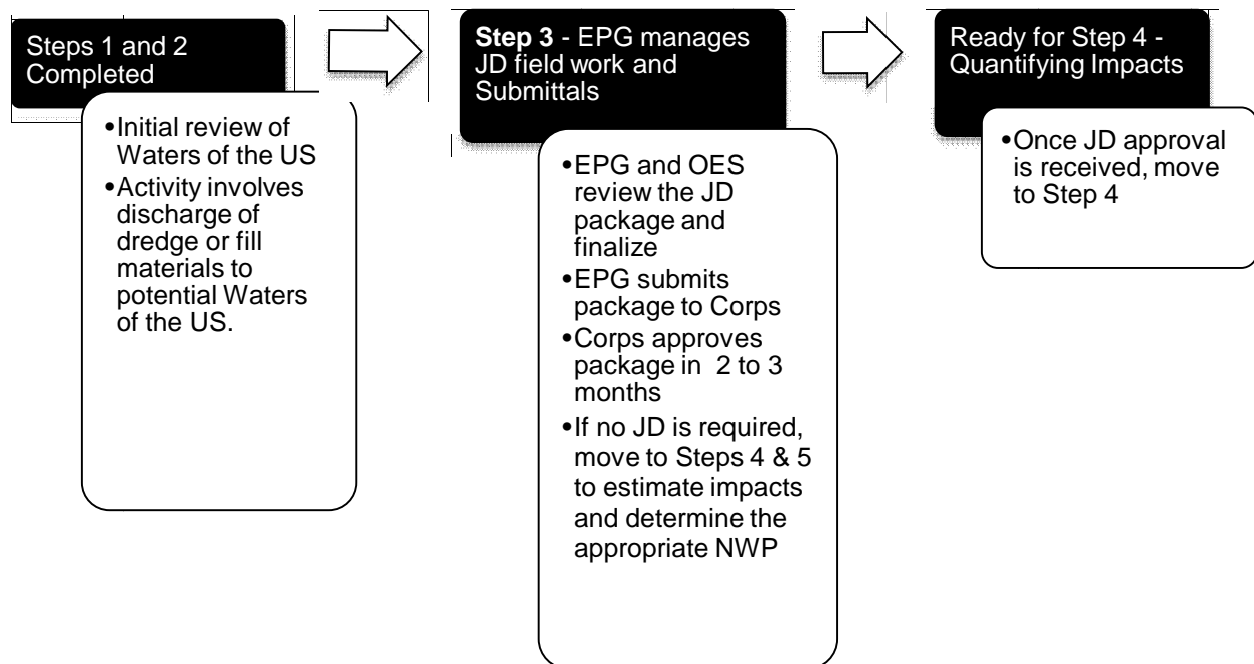 Steps 1 and 2
Completed
•Initial review of
Waters of the US
•Activity involves
discharge of
dredge or fill
materials to
potential Waters
of the US.
Step 3 - EPG manages
JD field work and
Submittals
•EPG and OES
review the JD
package and
finalize
•EPG submits
package to Corps
•Corps approves
package in 2 to 3
months
•If no JD is required,
move to Steps 4 & 5
to estimate impacts
and determine the
appropriate NWP
Ready for Step 4 -
Quantifying Impacts
•Once JD approval
is received, move
to Step 4